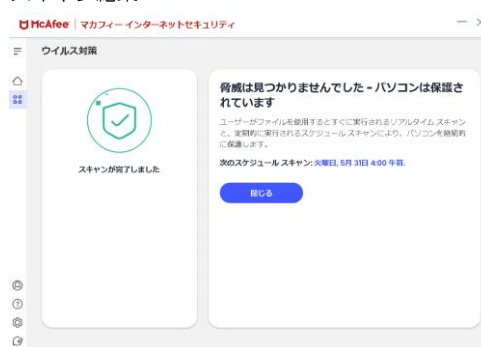 McAfee マカフィー インターネットセキュリティ
ウイルス対策
スキャンが完了しました
脅威は見つかりませんでした - パソコンは保護さ
れています
ユーザーがファイルを使用するとすぐに実行されるリアルタイム スキャン
と、定期的に実行されるスケジュール スキャンにより、パソコンを継続的
に保護します。
次のスケジュール スキャン: 火曜日, 5月 31日 4:00 午前.
閉じる